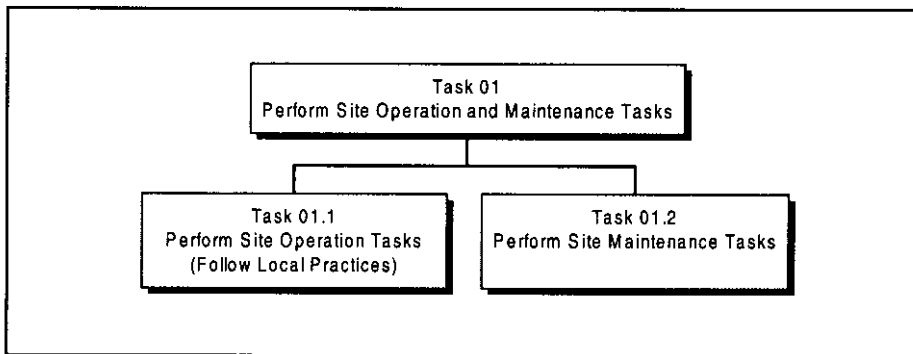 Task 01
Perform Site Operation and Maintenance Tasks
Task 01.1
Perform Site Operation Tasks
(Follow Local Practices)
Task 01.2
Perform Site Maintenance Tasks